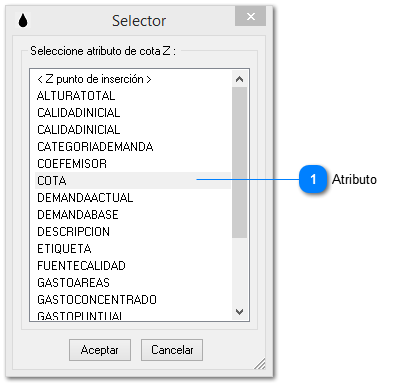 Selector
Seleccione atributo de cota Z :
< Z punto de inserción >
ALTURATOTAL
CALIDADINICIAL
CALIDADINICIAL
CATEGORIADEMANDA
COEFEMISOR
COTA
1 Atributo
DEMANDAACTUAL
DEMANDABASE
DESCRIPCION
ETIQUETA
FUENTECALIDAD
GASTOAREAS
GASTOCONCENTRADO
GASTOPUNTUAL
Aceptar Cancelar